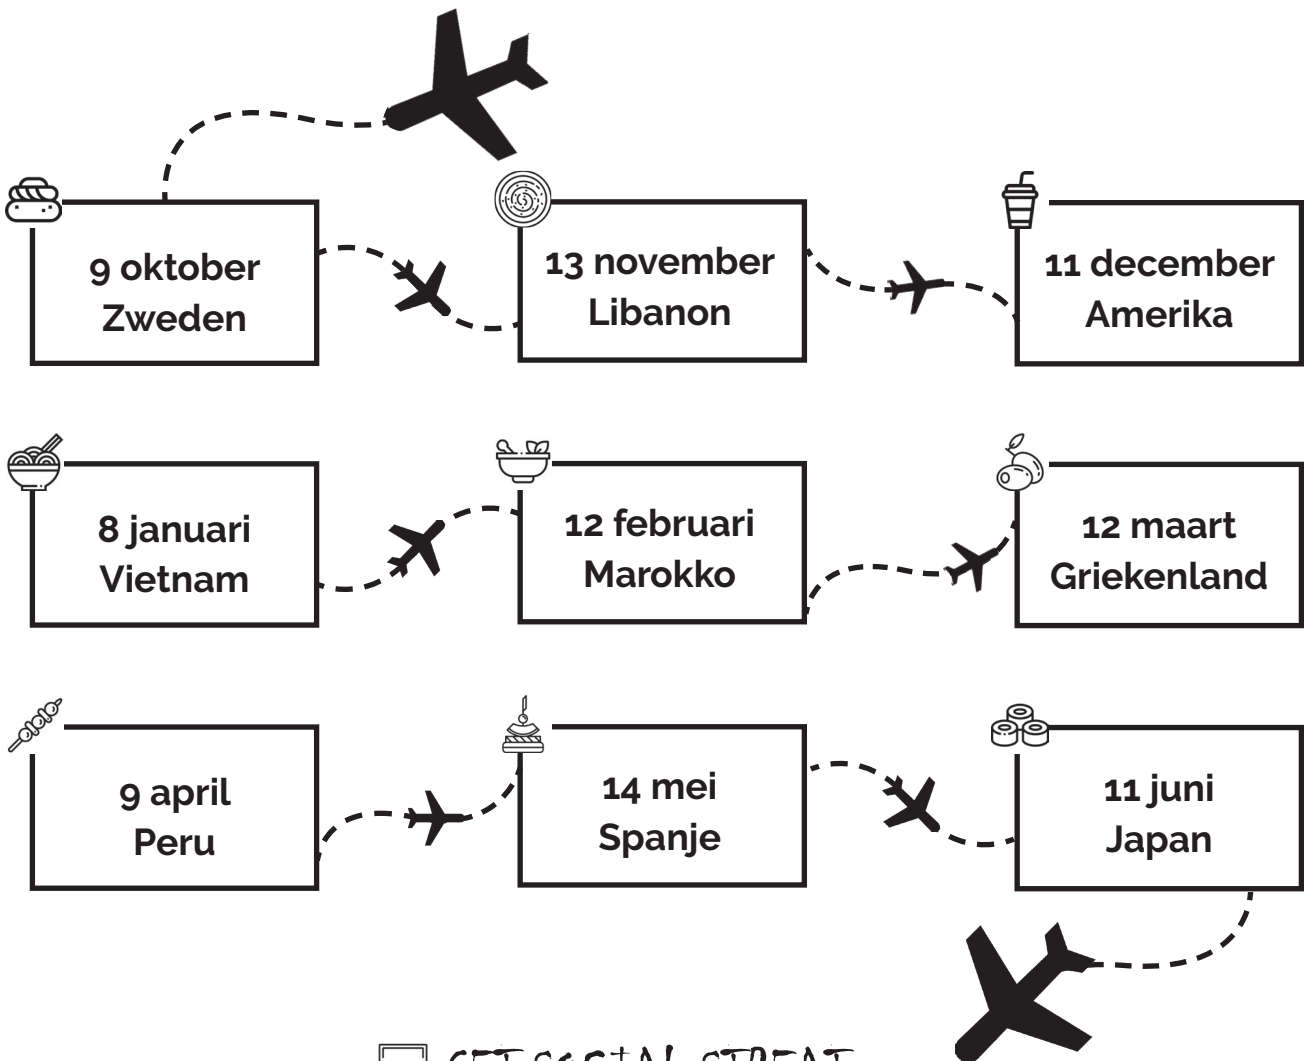 9 oktober
Zweden
13 november
Libanon
11 december
Amerika
8 januari
Vietnam
12 februari
Marokko
12 maart
Griekenland
9 april
Peru
14 mei
Spanje
11 juni
Japan